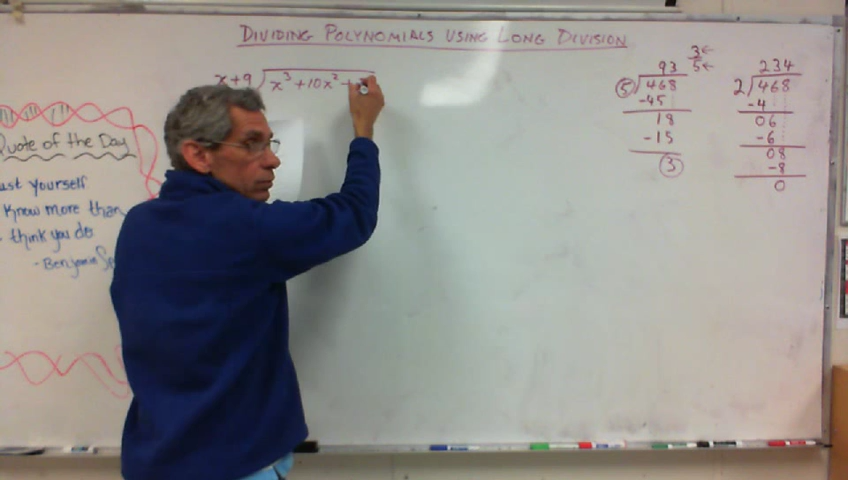 DIVIDING POLYNOMIALS USING LONG DIVISION
x+9 x³ +10x² +
Quote of the Day
yourself
Know more than
think you do
- Benjamin
93 3
5
5 468
-45
18
-15
3
234
2 468
-4
06
-6
08
-8
0